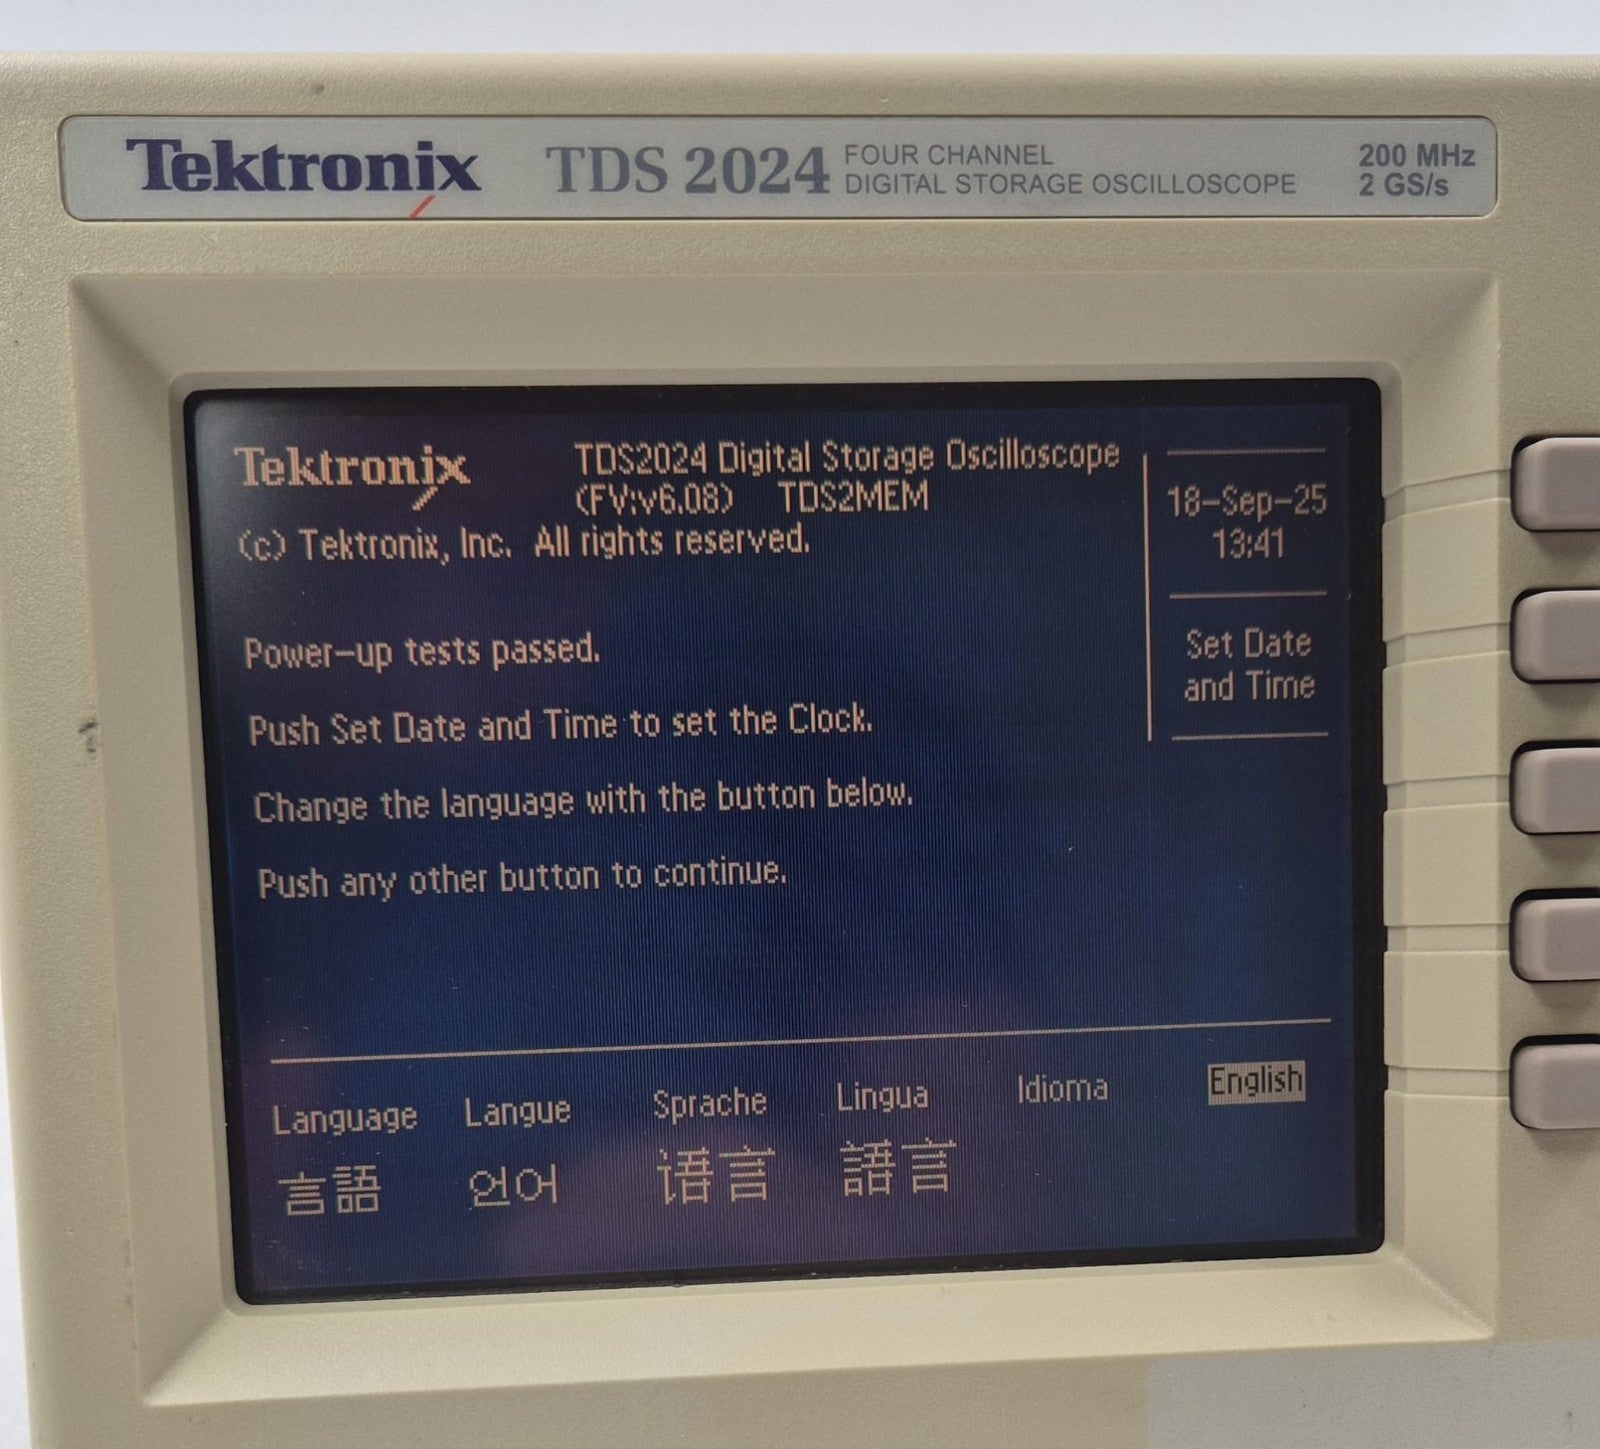 Tektronix TDS 2024 FOUR CHANNEL DIGITAL STORAGE OSCILLOSCOPE
200 MHz
2 GS/s
Tektronix
TDS2024 Digital Storage Oscilloscope
(FV:v6.08) TDS2MEM
(c) Tektronix, Inc. All rights reserved.
18-Sep-25
13:41
Set Date
and Time
Power-up tests passed.
Push Set Date and Time to set the Clock.
Change the language with the button below.
Push any other button to continue.
Language Langue Sprache Lingua Idioma English
言語 언어 语言 語言